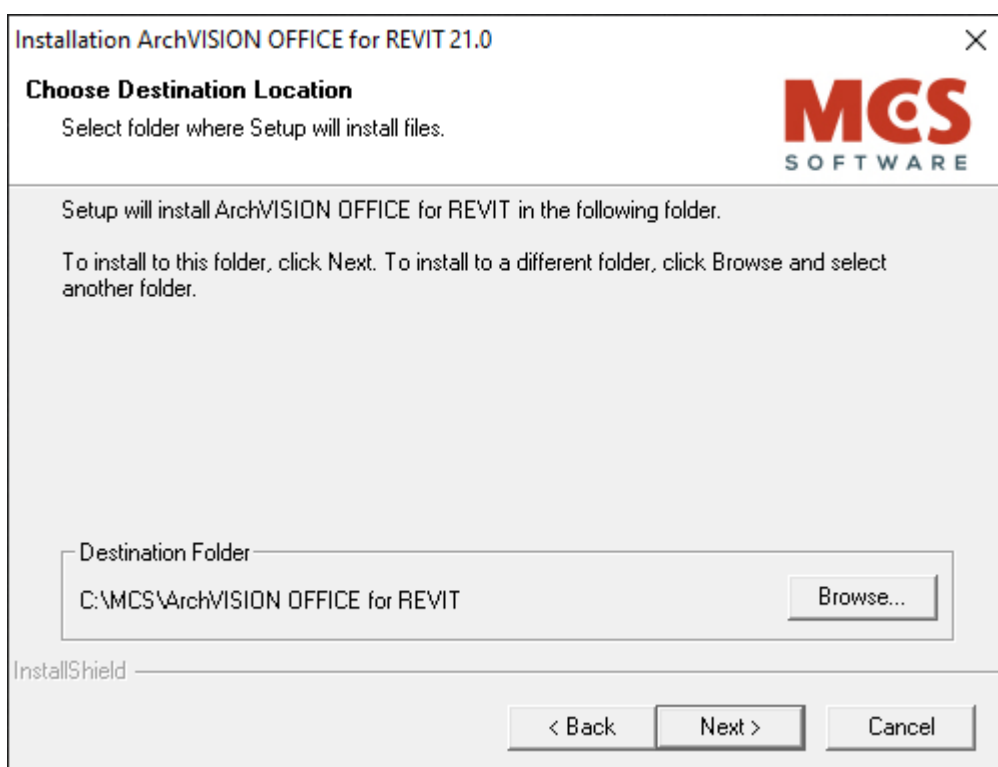 Installation ArchVISION OFFICE for REVIT 21.0
Choose Destination Location
Select folder where Setup will install files.
MCS
SOFTWARE
Setup will install ArchVISION OFFICE for REVIT in the following folder.
To install to this folder, click Next. To install to a different folder, click Browse and select
another folder.
Destination Folder
C:\MCS\ArchVISION OFFICE for REVIT
Browse...
InstallShield
< Back
Next >
Cancel